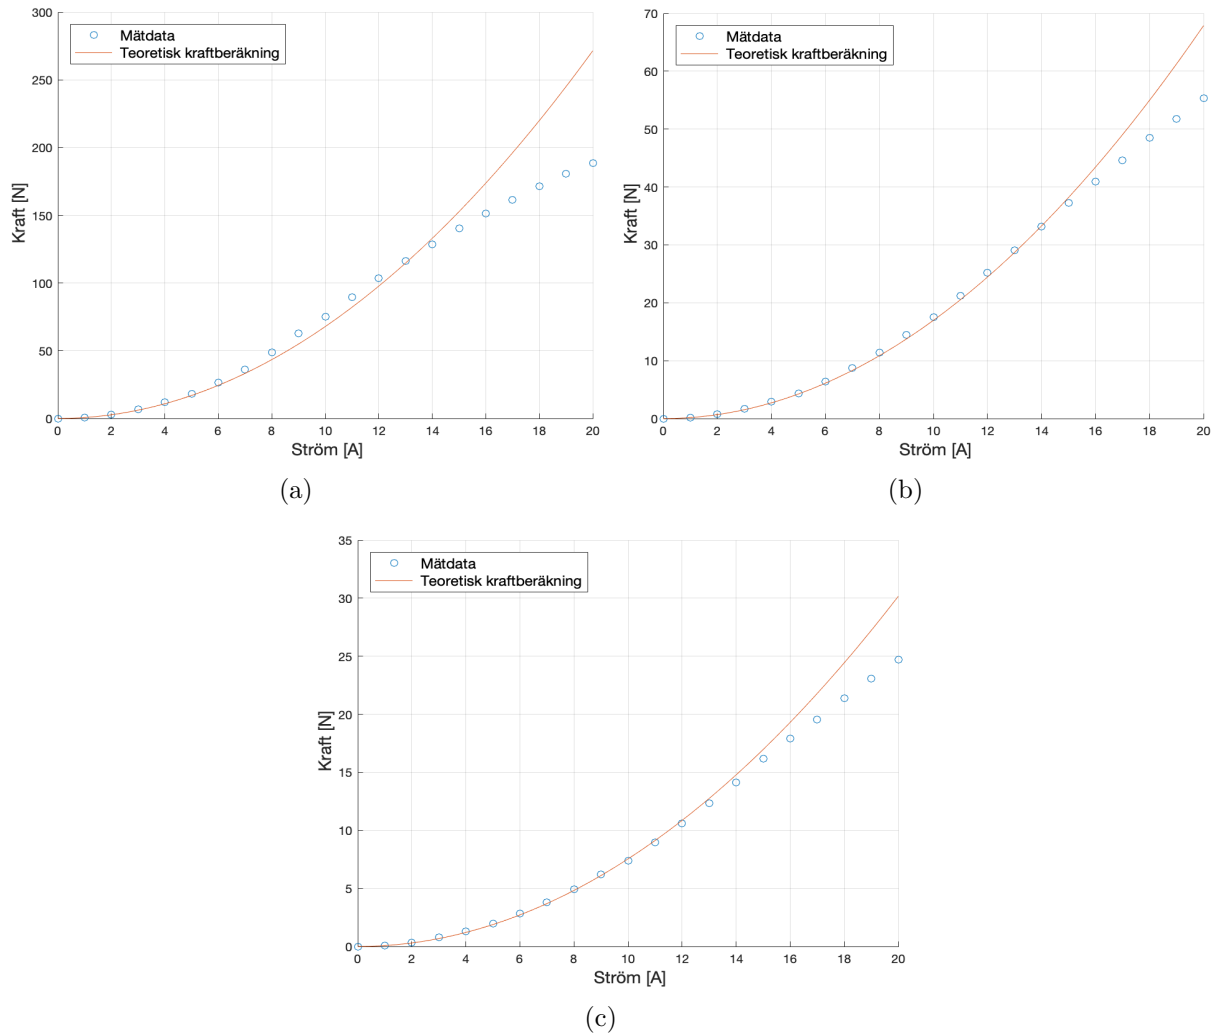 300
250
200
150
100
50
0
Kraft [N]
Mätdata
Teoretisk kraftberäkning
0 2 4 6 8 10 12 14 16 18 20
Ström [A]
(a)
70
60
50
40
30
20
10
0
Kraft [N]
Mätdata
Teoretisk kraftberäkning
0 2 4 6 8 10 12 14 16 18 20
Ström [A]
(b)
35
30
25
20
15
10
5
0
Kraft [N]
Mätdata
Teoretisk kraftberäkning
0 2 4 6 8 10 12 14 16 18 20
Ström [A]
(c)